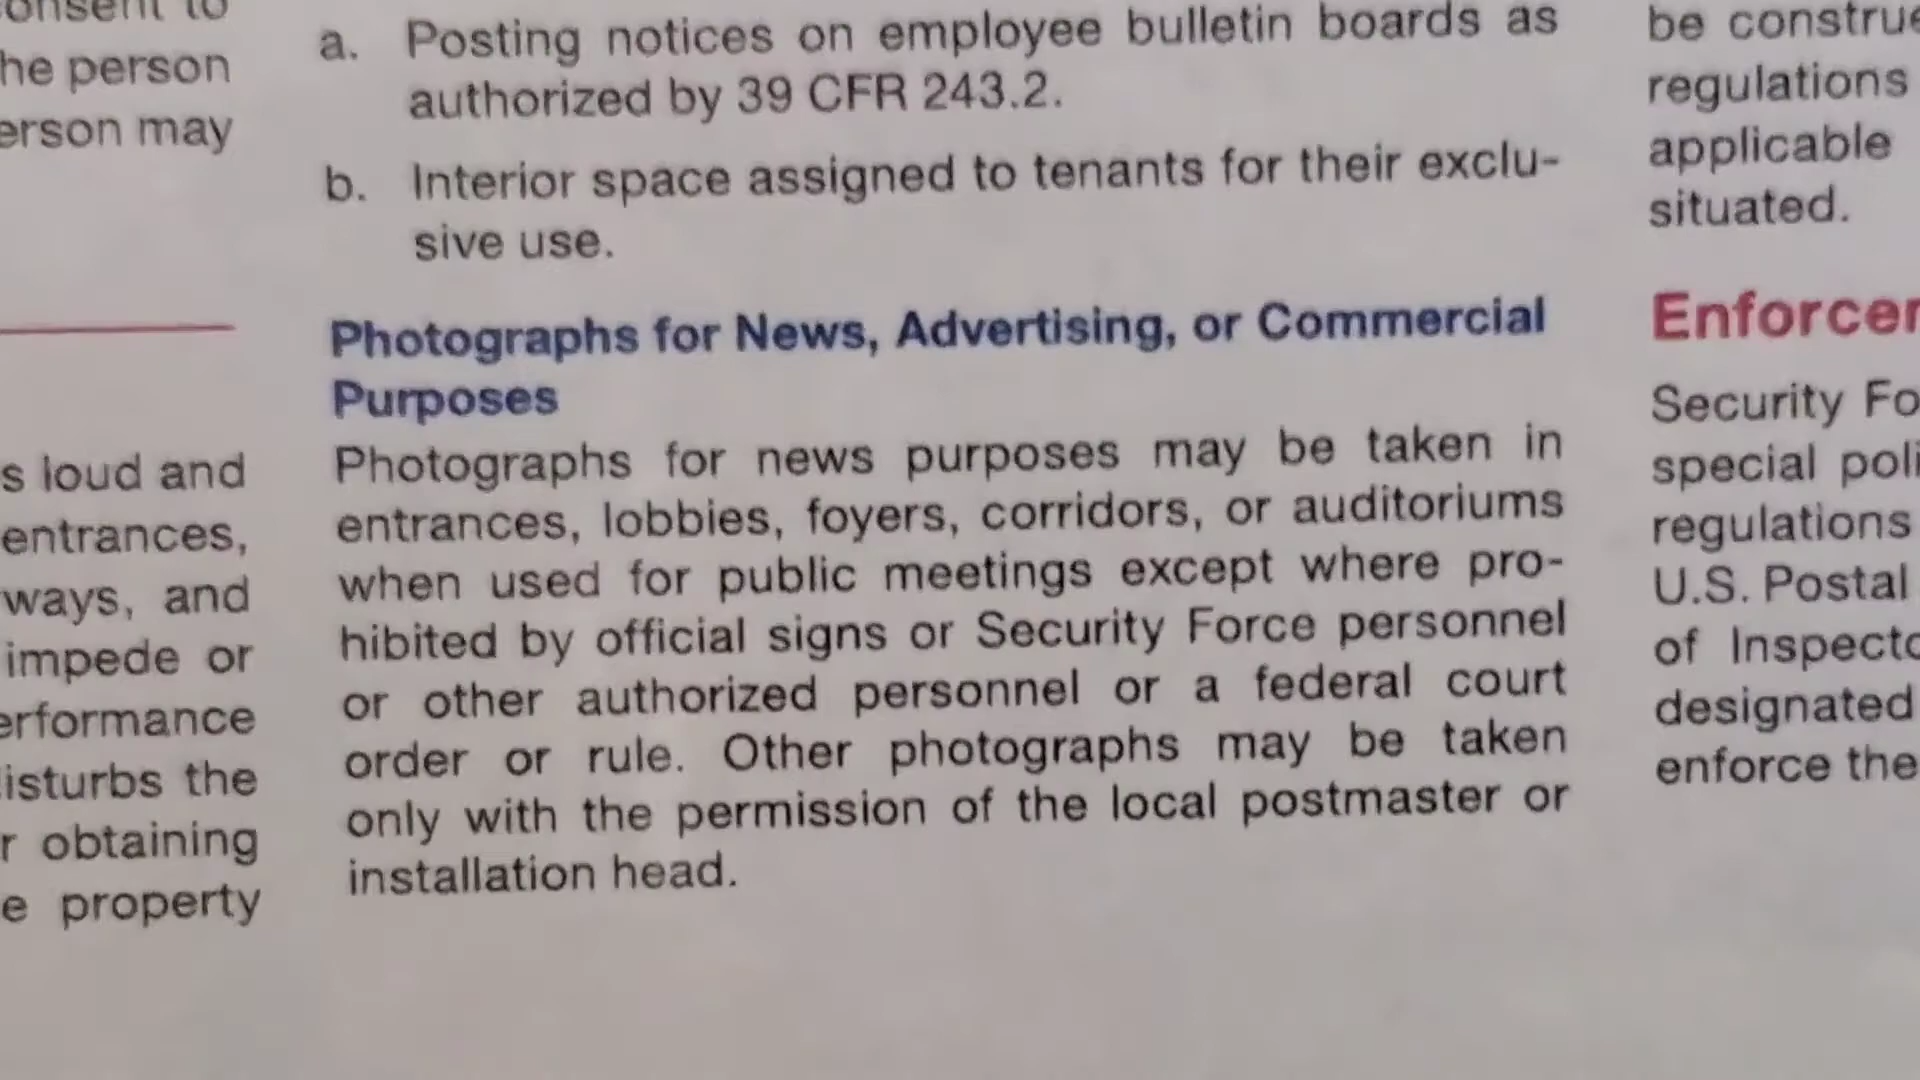 onsent to
he person
erson may
s loud and
entrances,
ways, and
impede or
erformance
isturbs the
r obtaining
e property
a. Posting notices on employee bulletin boards as
authorized by 39 CFR 243.2.
b. Interior space assigned to tenants for their exclu-
sive use.
Photographs for News, Advertising, or Commercial
Purposes
Photographs for news purposes may be taken in
entrances, lobbies, foyers, corridors, or auditoriums
when used for public meetings except where pro-
hibited by official signs or Security Force personnel
or other authorized personnel or a federal court
order or rule. Other photographs may be taken
only with the permission of the local postmaster or
installation head.
be construe
regulations
applicable
situated.
Enforcer
Security Fo
special poli
regulations
U.S. Postal
of Inspecto
designated
enforce the